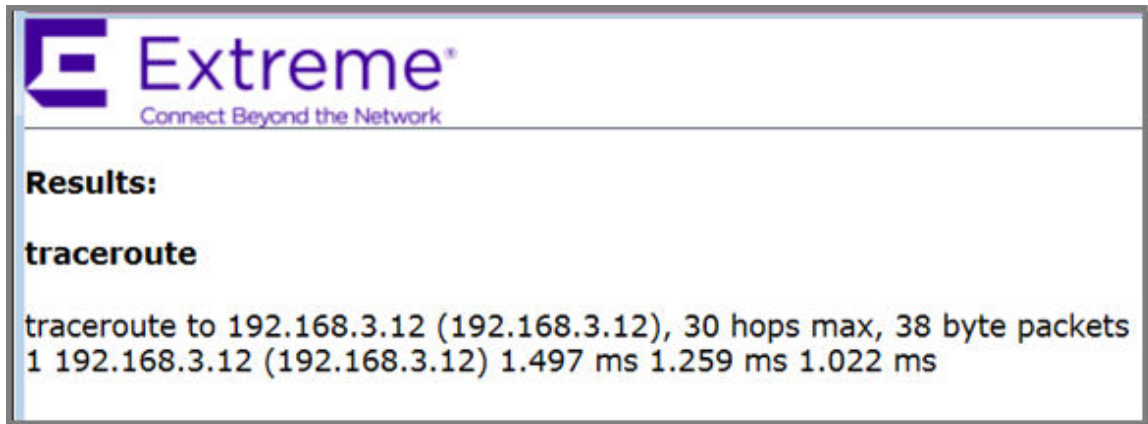 Extreme®
Connect Beyond the Network
Results:
traceroute
traceroute to 192.168.3.12 (192.168.3.12), 30 hops max, 38 byte packets
1 192.168.3.12 (192.168.3.12) 1.497 ms 1.259 ms 1.022 ms